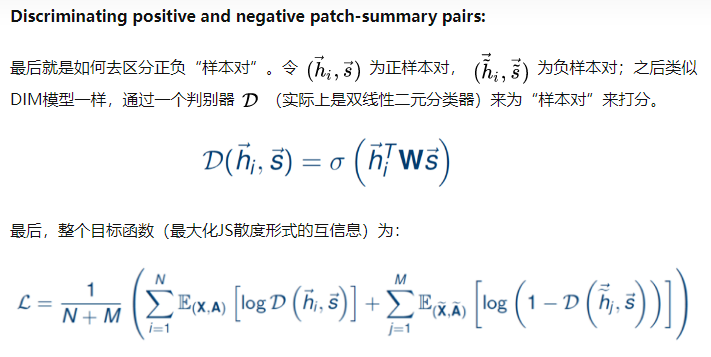 Discriminating positive and negative patch-summary pairs:
最后就是如何去区分正负“样本对”。令 $(\vec{h}_i, \vec{s})$ 为正样本对， $(\vec{\tilde{h}}_i, \vec{\tilde{s}})$ 为负样本对；之后类似
DIM模型一样，通过一个判别器 $\mathcal{D}$ （实际上是双线性二元分类器）来为“样本对”来打分。
$\mathcal{D}(\vec{h}_i, \vec{s}) = \sigma \left( \vec{h}_i^T \mathbf{W} \vec{s} \right)$
最后，整个目标函数（最大化JS散度形式的互信息）为：
$\mathcal{L} = \frac{1}{N+M} \left( \sum_{i=1}^{N} \mathbb{E}_{(\mathbf{X},\mathbf{A})} \left[ \log \mathcal{D} \left( \vec{h}_i, \vec{s} \right) \right] + \sum_{j=1}^{M} \mathbb{E}_{(\tilde{\mathbf{X}},\tilde{\mathbf{A}})} \left[ \log \left( 1 - \mathcal{D} \left( \vec{\tilde{h}}_j, \vec{s} \right) \right) \right] \right)$